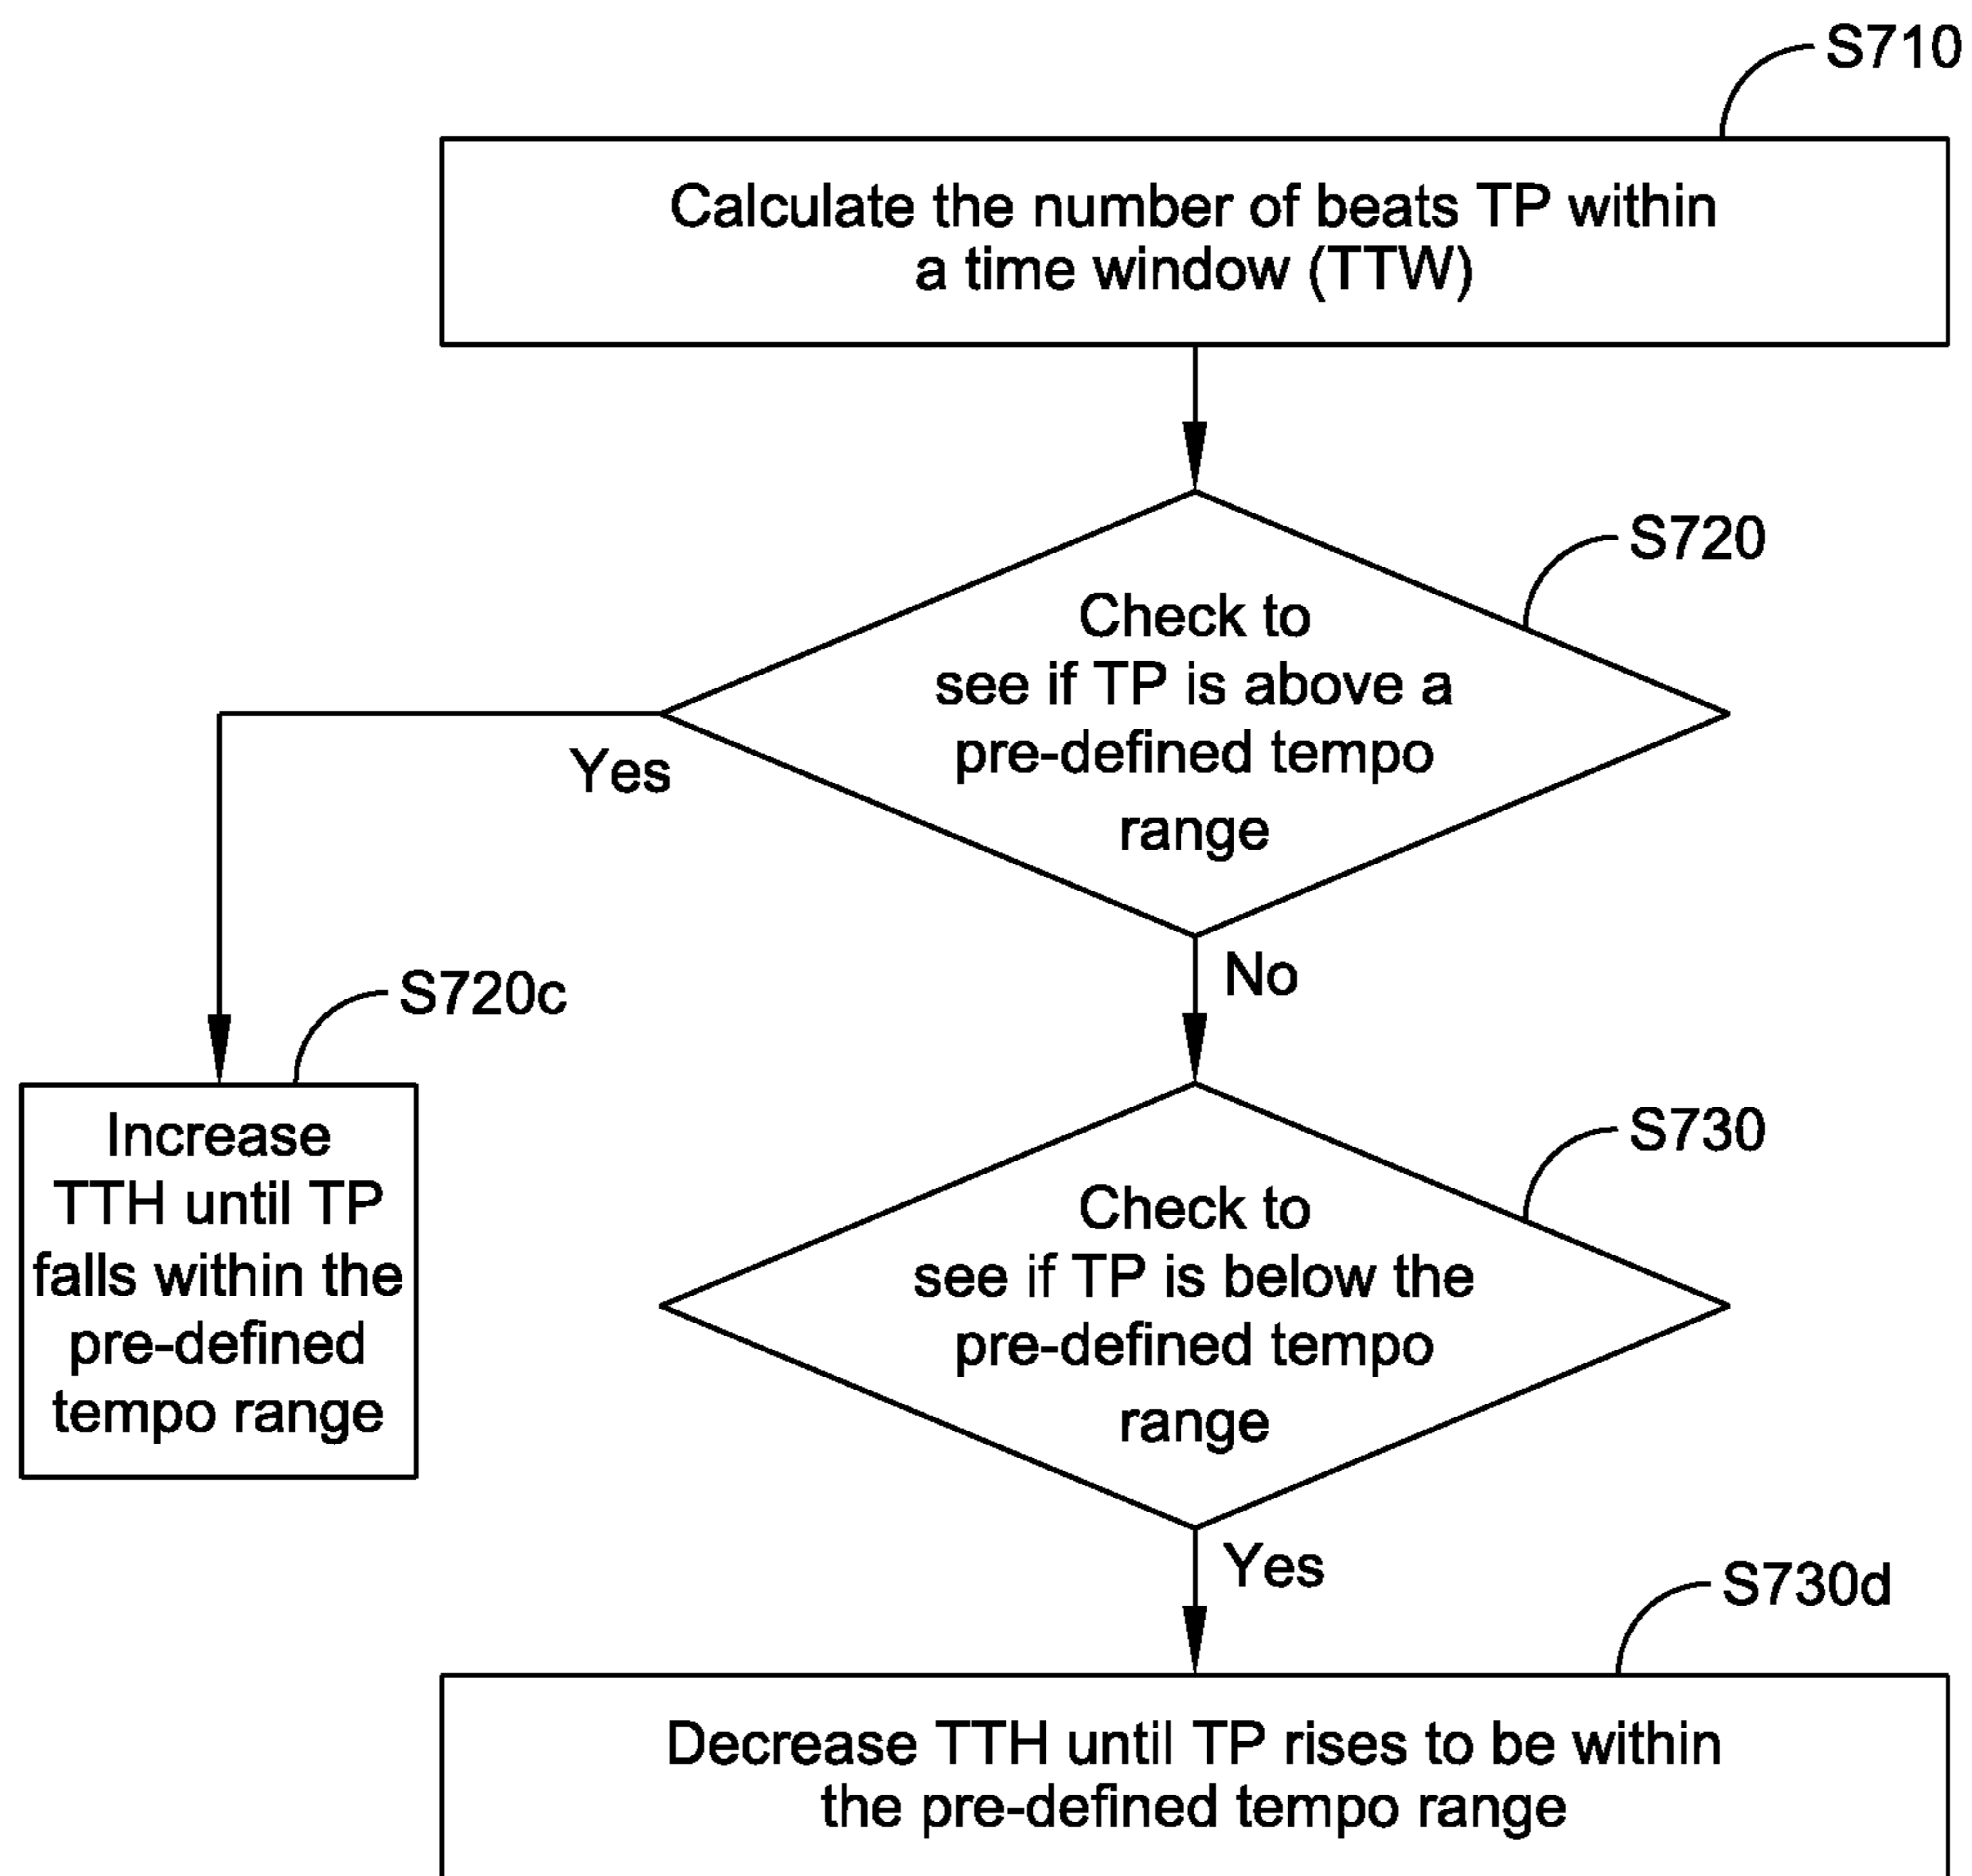 S710
Calculate the number of beats TP within
a time window (TTW)
S720
Check to
see if TP is above a
pre-defined tempo
range
Yes
No
S720c
Increase
TTH until TP
falls within the
pre-defined
tempo range
S730
Check to
see if TP is below the
pre-defined tempo
range
Yes
S730d
Decrease TTH until TP rises to be within
the pre-defined tempo range